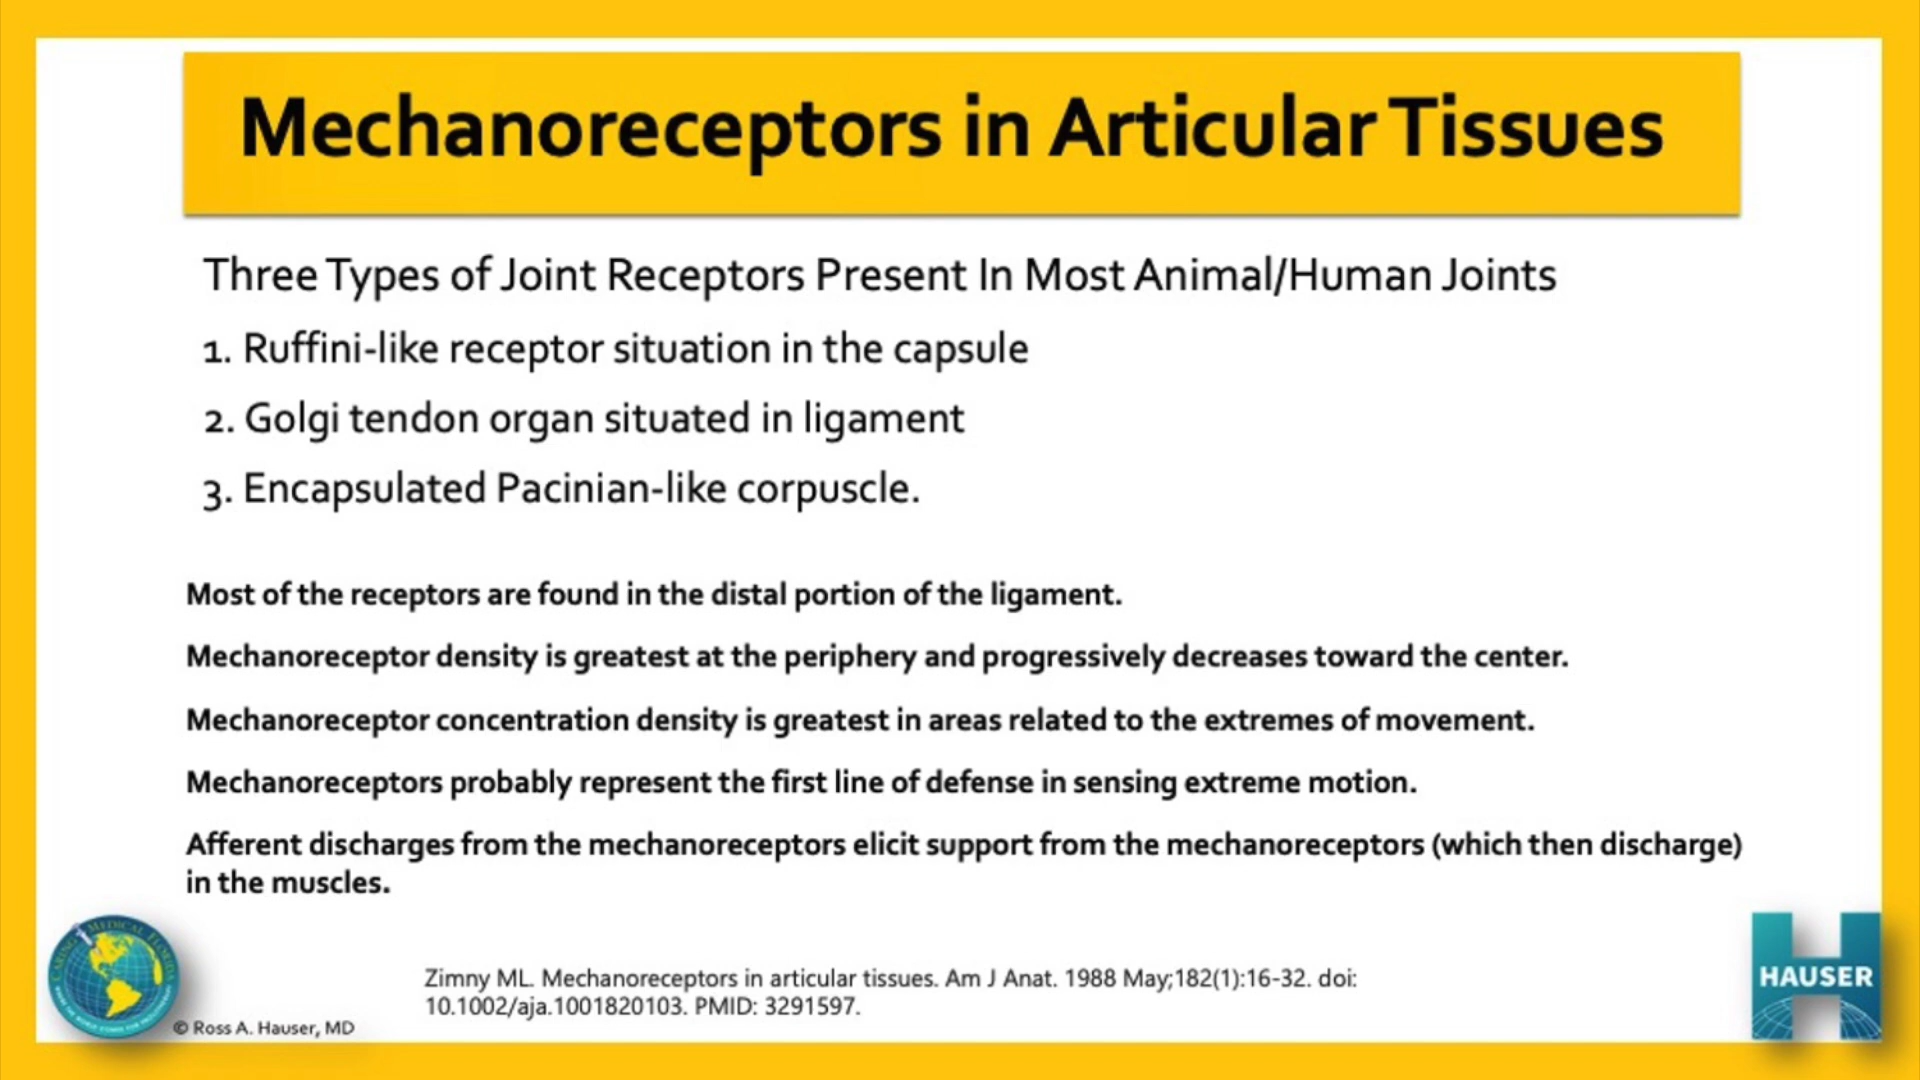 Mechanoreceptors in Articular Tissues
Three Types of Joint Receptors Present In Most Animal/Human Joints
1. Ruffini-like receptor situation in the capsule
2. Golgi tendon organ situated in ligament
3. Encapsulated Pacinian-like corpuscle.
Most of the receptors are found in the distal portion of the ligament.
Mechanoreceptor density is greatest at the periphery and progressively decreases toward the center.
Mechanoreceptor concentration density is greatest in areas related to the extremes of movement.
Mechanoreceptors probably represent the first line of defense in sensing extreme motion.
Afferent discharges from the mechanoreceptors elicit support from the mechanoreceptors (which then discharge)
in the muscles.
CARING MEDICAL FLORIDA
Zimny ML. Mechanoreceptors in articular tissues. Am J Anat. 1988 May;182(1):16-32. doi:
10.1002/aja.1001820103. PMID: 3291597.
© Ross A. Hauser, MD
HAUSER